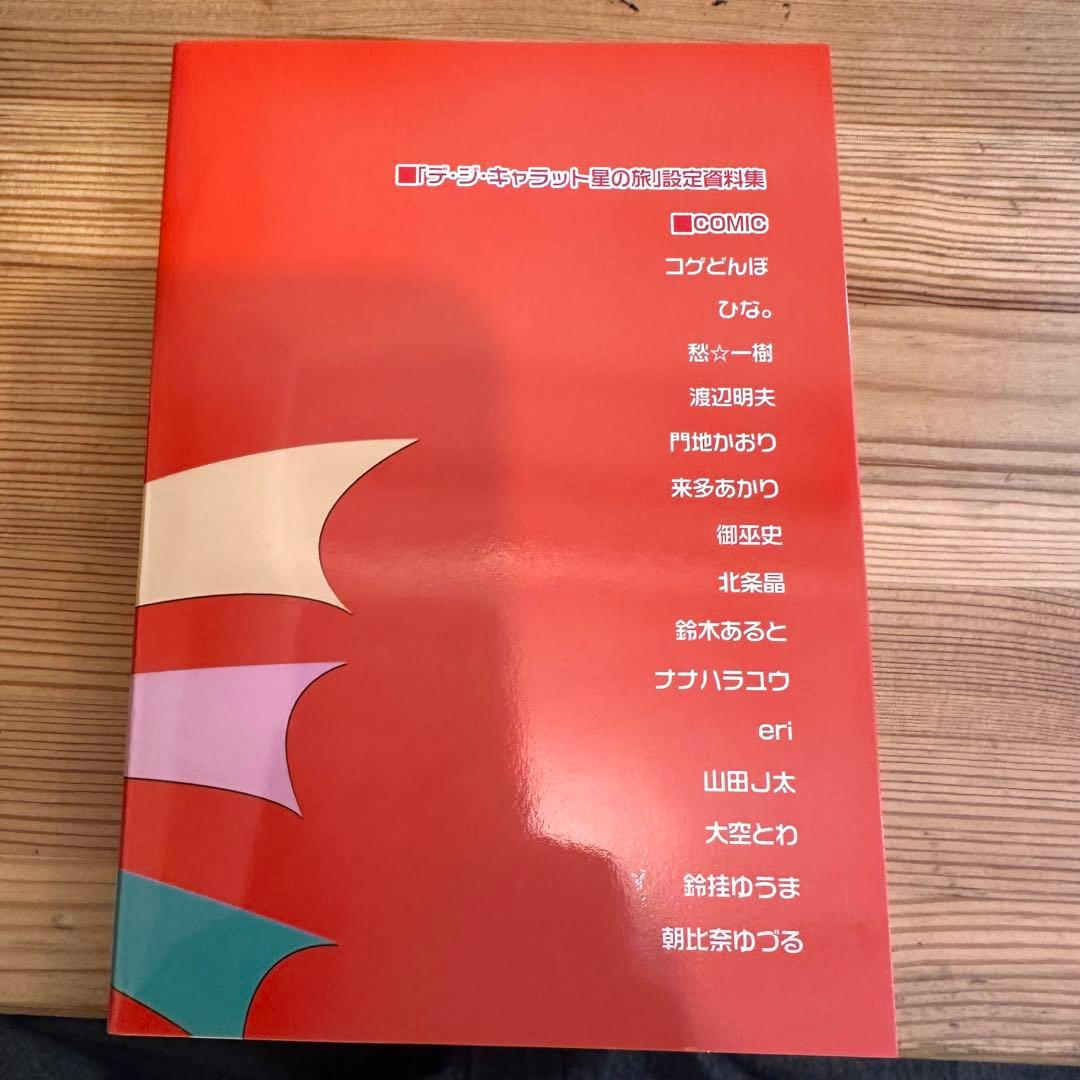 ■「デ・ジ・キャラット星の旅」設定資料集
■COMIC
コゲどんぼ
ひな。
愁☆一樹
渡辺明夫
門地かおり
来多あかり
御巫史
北条晶
鈴木あると
ナナハラユウ
eri
山田J太
大空とわ
鈴挂ゆうま
朝比奈ゆづる